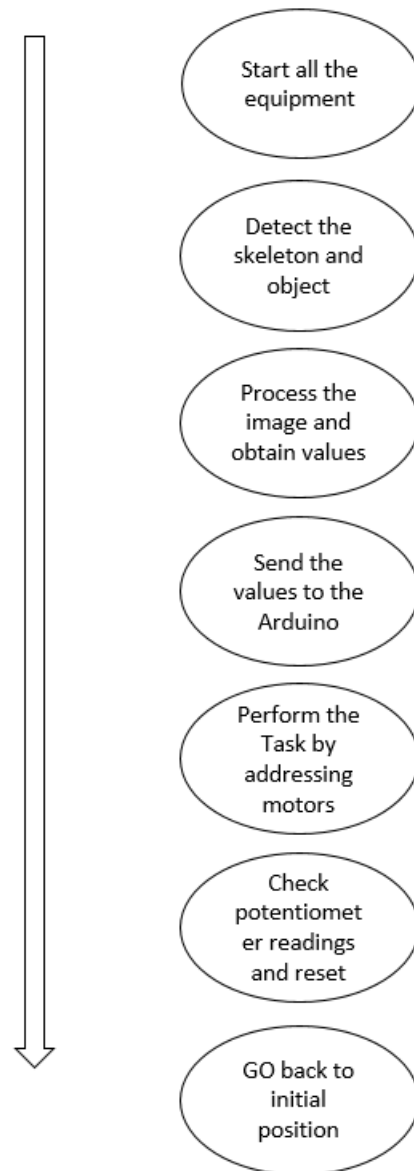 Start all the
equipment
Detect the
skeleton and
object
Process the
image and
obtain values
Send the
values to the
Arduino
Perform the
Task by
addressing
motors
Check
potentiomet
er readings
and reset
GO back to
initial
position